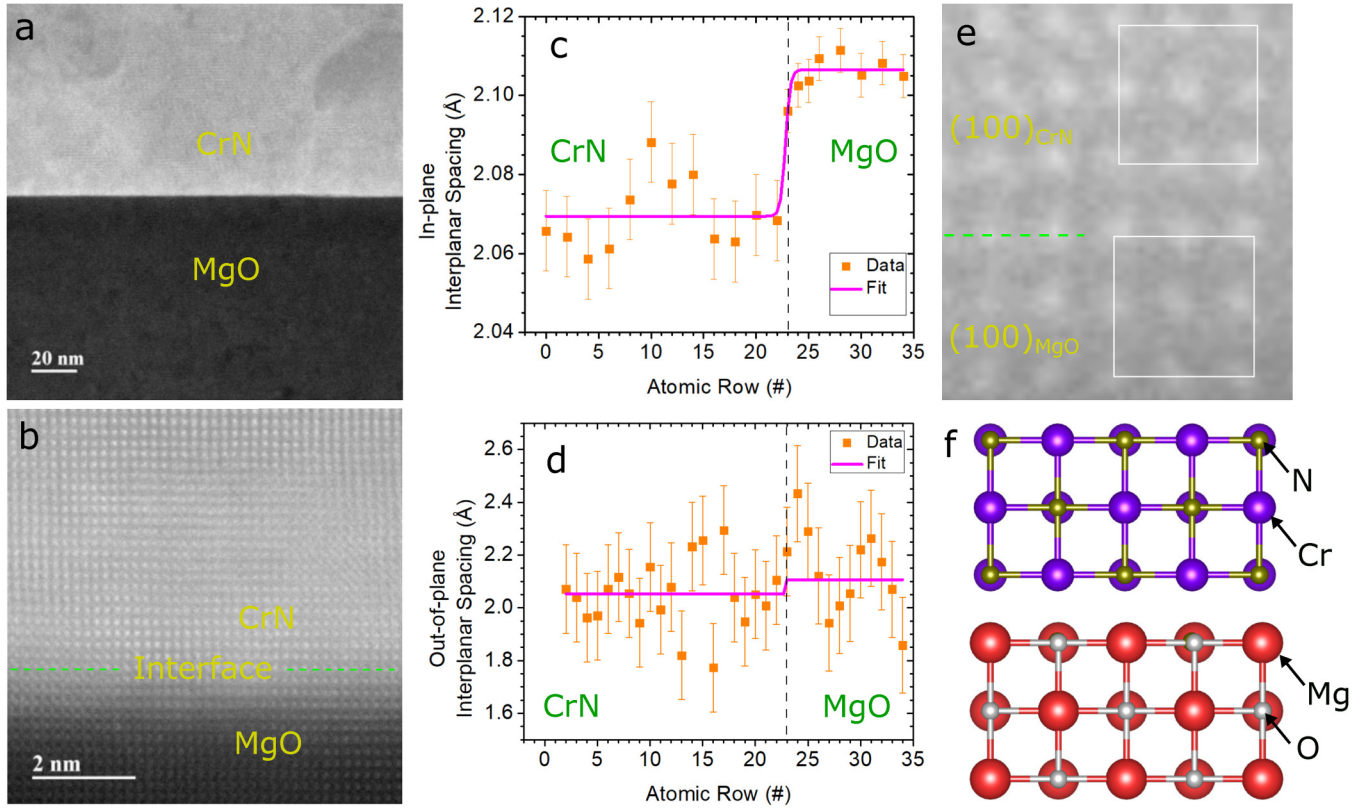 a
CrN
MgO
20 nm
b
CrN
Interface
MgO
2 nm
c
In-plane
Interplanar Spacing (Å)
2.12
2.10
2.08
2.06
2.04
CrN
MgO
Data
Fit
0 5 10 15 20 25 30 35
Atomic Row (#)
d
Out-of-plane
Interplanar Spacing (Å)
2.6
2.4
2.2
2.0
1.8
1.6
CrN
MgO
Data
Fit
0 5 10 15 20 25 30 35
Atomic Row (#)
e
(100)CrN
(100)MgO
f
N
Cr
Mg
O